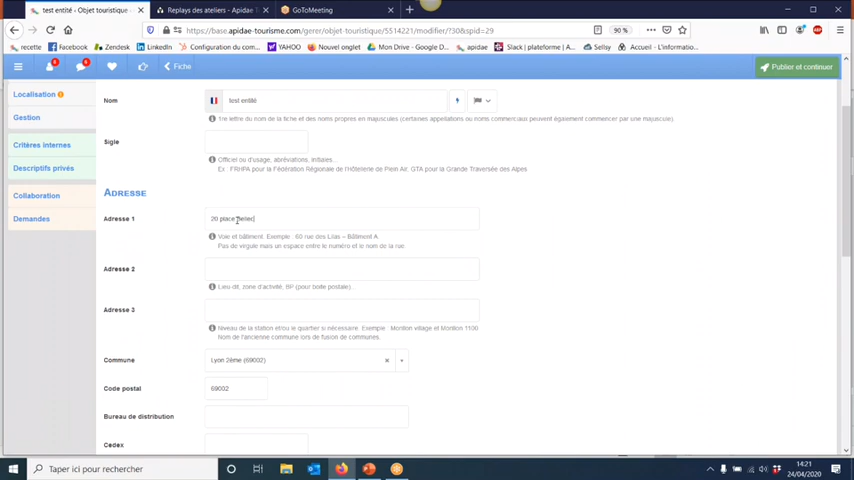 test entité ‹ Objet touristique ‹
Replays des ateliers - Apidae T
GoToMeeting
https://base.apidae-tourisme.com/gerer/objet-touristique/5514221/modifier/?30&spid=29
90 %
recette
Facebook
Zendesk
LinkedIn
Configuration du com...
YAHOO
Nouvel onglet
Mon Drive - Google D...
apidae
Slack | plateforme | A...
Sellsy
Accueil - L'informatio...
Fiche
Publier et continuer
Localisation
Gestion
Critères internes
Descriptifs privés
Collaboration
Demandes
Nom
test entité
1re lettre du nom de la fiche et des noms propres en majuscules (certaines appellations ou noms commerciaux peuvent également commencer par une majuscule).
Sigle
Officiel ou d'usage, abréviations, initiales...
Ex : FRHPA pour la Fédération Régionale de l'Hôtellerie de Plein Air, GTA pour la Grande Traversée des Alpes
Adresse
Adresse 1
20 place Bellec
Voie et bâtiment. Exemple : 60 rue des Lilas – Bâtiment A.
Pas de virgule mais un espace entre le numéro et le nom de la rue
Adresse 2
Lieu-dit, zone d'activité, BP (pour boite postale)...
Adresse 3
Niveau de la station et/ou le quartier si nécessaire. Exemple : Morillon village et Morillon 1100
Nom de l'ancienne commune lors de fusion de communes.
Commune
Lyon 2ème (69002)
Code postal
69002
Bureau de distribution
Cedex
Taper ici pour rechercher
14:21
24/04/2020